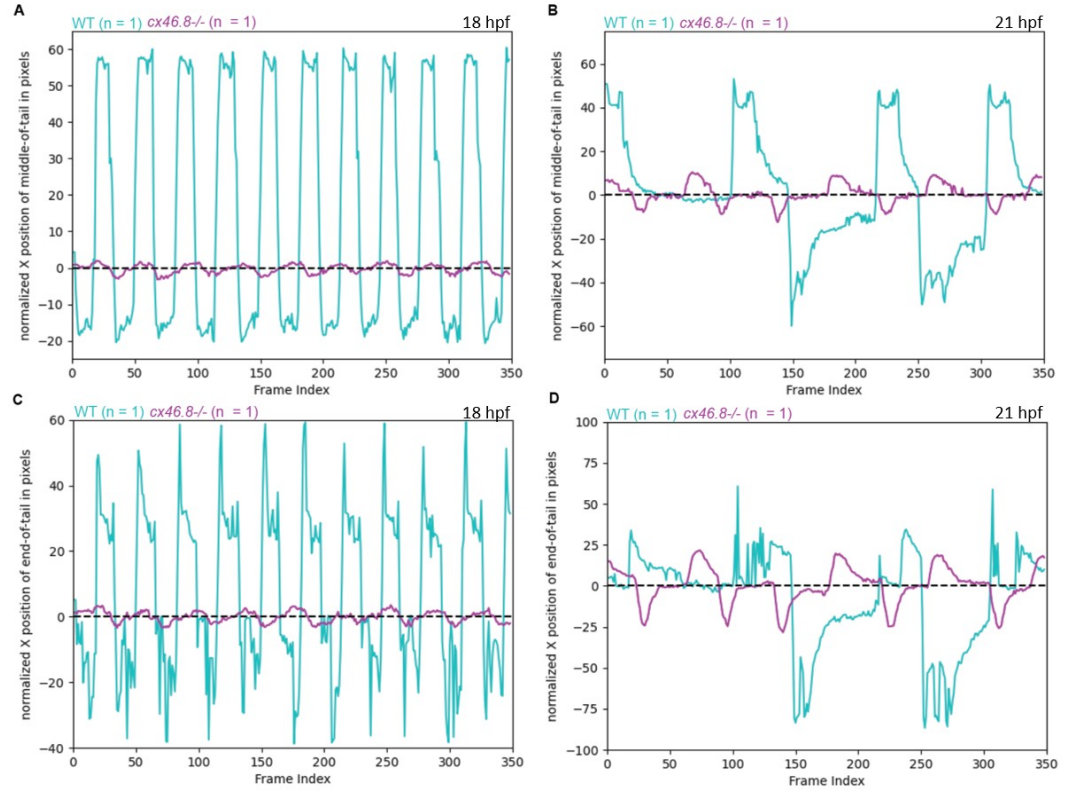 A
WT (n = 1) cx46.8-/- (n = 1)
18 hpf
normalized X position of middle-of-tail in pixels
60
50
40
30
20
10
0
−10
−20
0 50 100 150 200 250 300 350
Frame Index
B
WT (n = 1) cx46.8-/- (n = 1)
21 hpf
normalized X position of middle-of-tail in pixels
60
40
20
0
−20
−40
−60
0 50 100 150 200 250 300 350
Frame Index
C
WT (n = 1) cx46.8-/- (n = 1)
18 hpf
normalized X position of end-of-tail in pixels
60
40
20
0
−20
−40
0 50 100 150 200 250 300 350
Frame Index
D
WT (n = 1) cx46.8-/- (n = 1)
21 hpf
normalized X position of end-of-tail in pixels
100
75
50
25
0
−25
−50
−75
−100
0 50 100 150 200 250 300 350
Frame Index